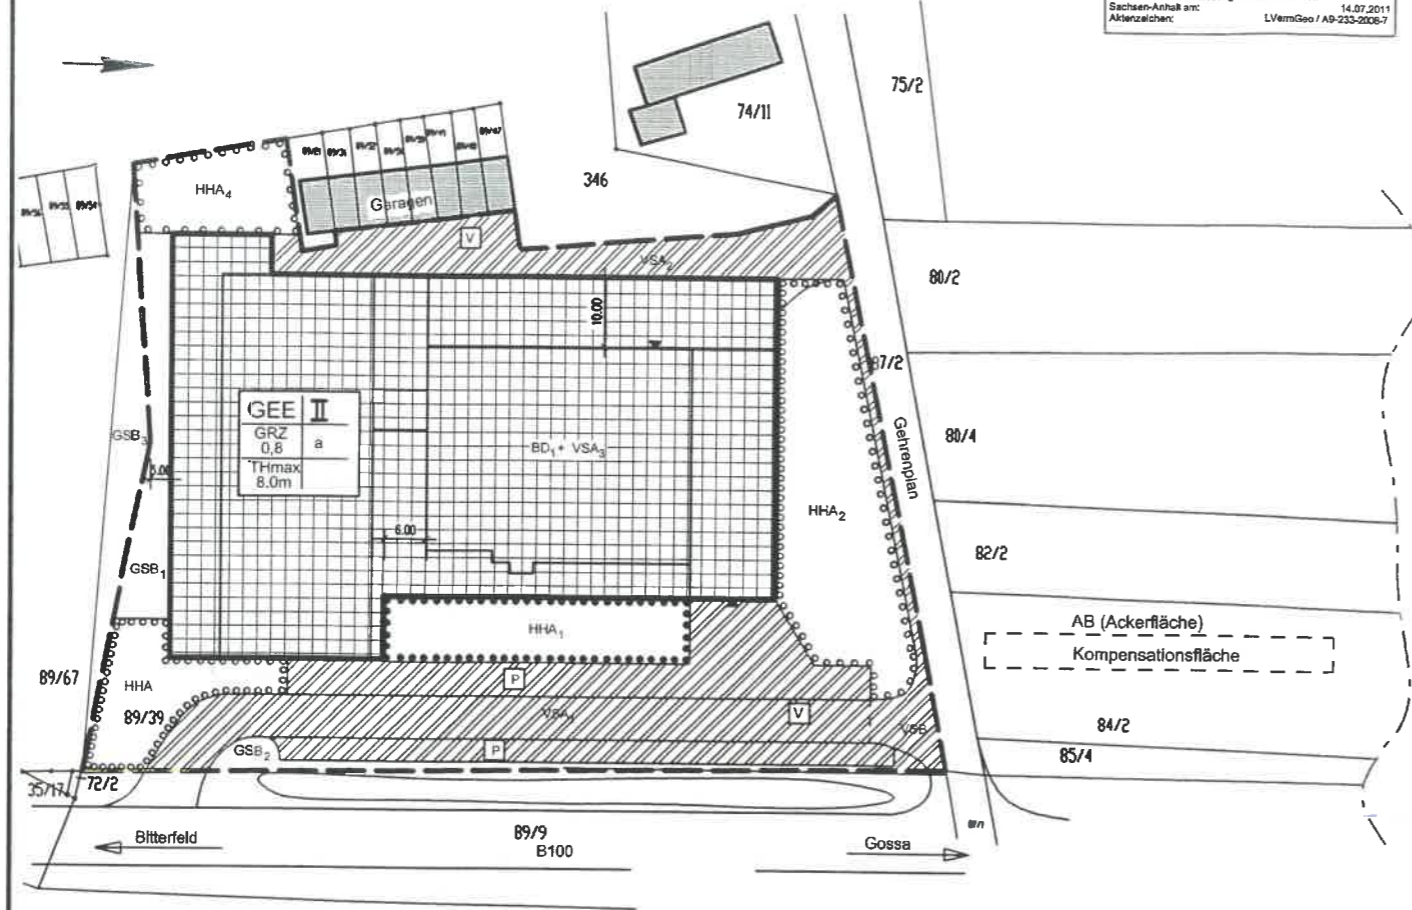 Sachsen-Anhalt am: 14.07.2011
Aktenzeichen: LVermGeo / A9-233-2006-7
75/2
74/11
346
HHA4
Garagen
V
VSA2
80/2
10.00
87/2
GEE II
GRZ
0,8 a
THmax
8.0m
GSB3
5.00
BD1+ VSA3
Gehrenplan
80/4
HHA2
6.00
82/2
GSB1
HHA1
AB (Ackerfläche)
Kompensationsfläche
89/67
HHA
P
89/39
VSA1
V
VSB
84/2
GSB2
P
85/4
72/2
35/17
Bitterfeld
89/9
B100
Gossa